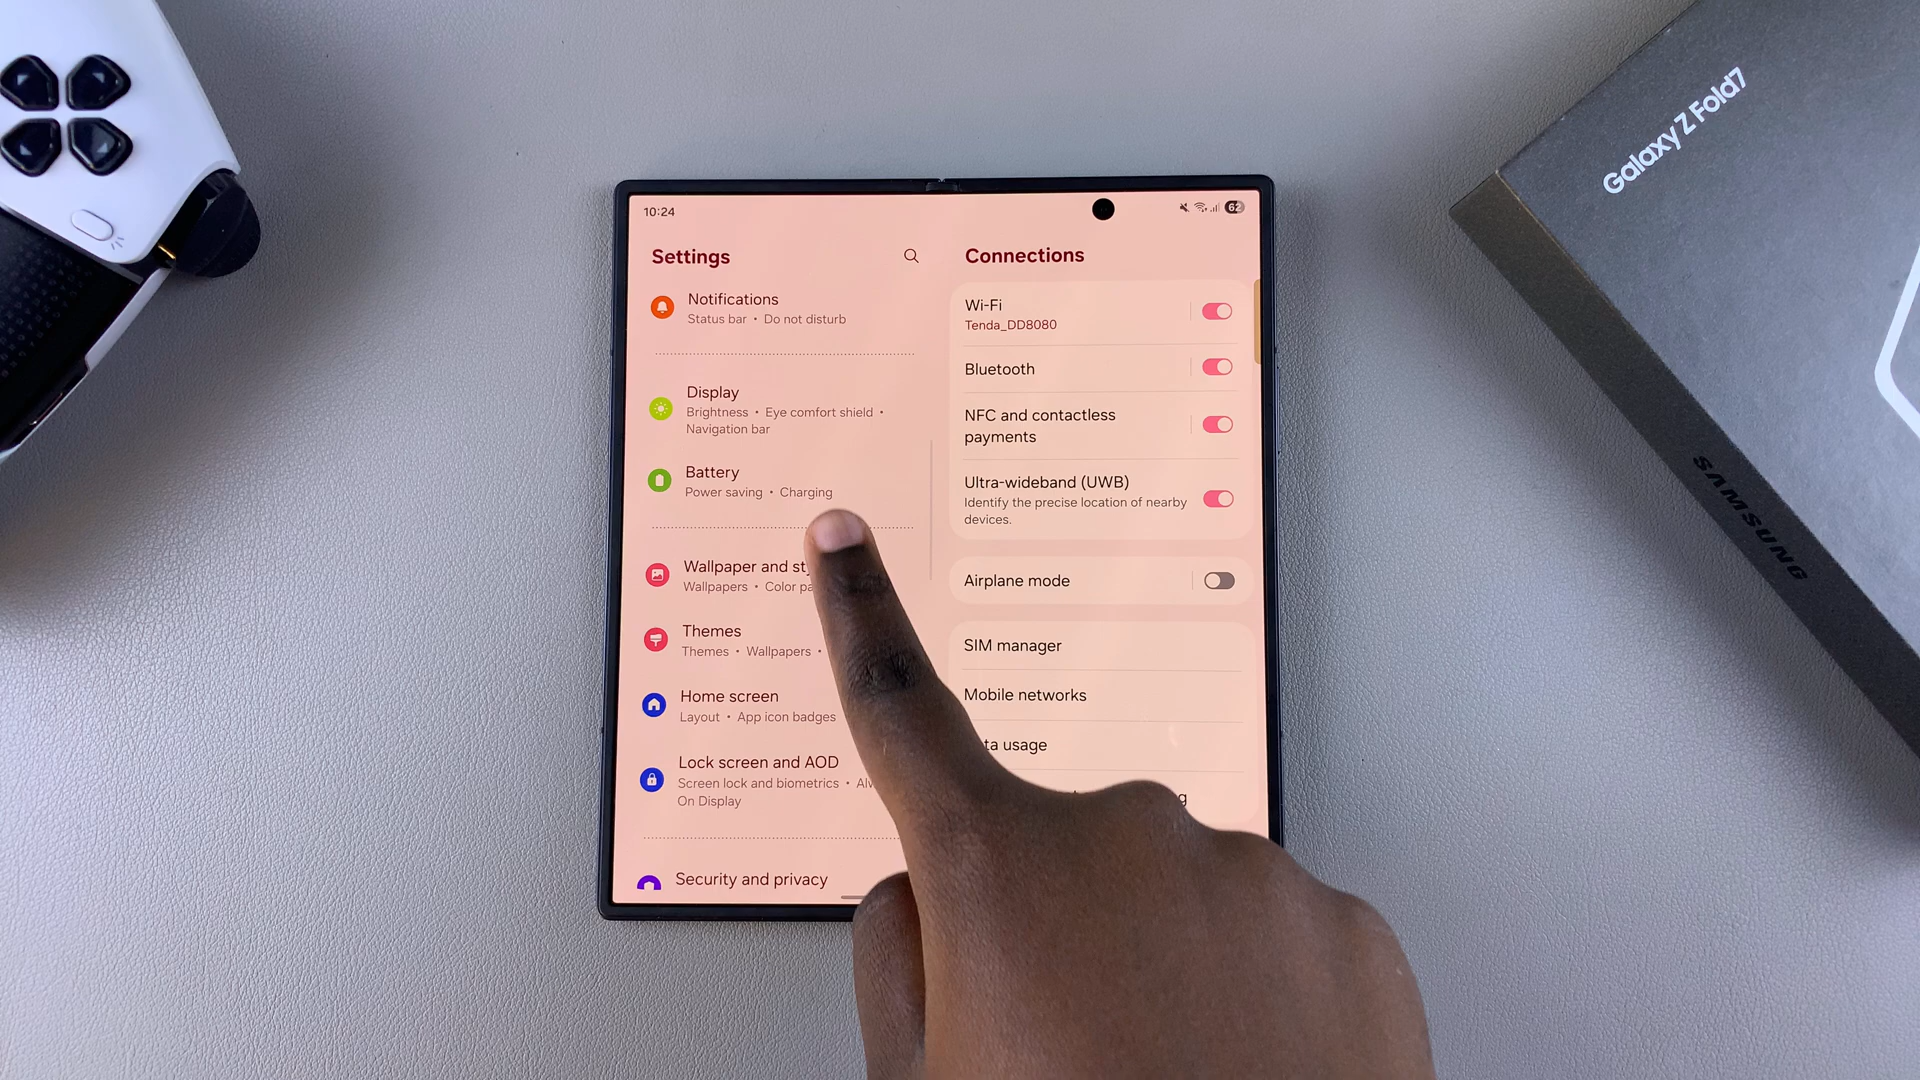 10:24
62
Settings
Notifications
Status bar • Do not disturb
Display
Brightness • Eye comfort shield •
Navigation bar
Battery
Power saving • Charging
Wallpaper and
Wallpapers • Color
Themes
Themes • Wallpapers •
Home screen
Layout • App icon badges
Lock screen and AOD
Screen lock and biometrics •
On Display
Security and privacy
Connections
Wi-Fi
Tenda_DD8080
Bluetooth
NFC and contactless
payments
Ultra-wideband (UWB)
Identify the precise location of nearby
devices.
Airplane mode
SIM manager
Mobile networks
usage
Galaxy Z Fold7
SAMSUNG